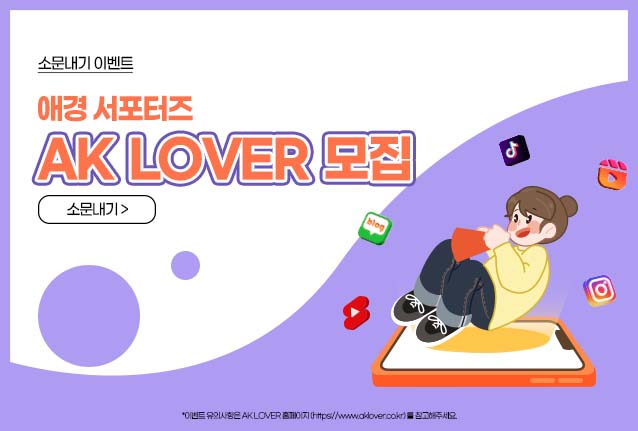 소문내기 이벤트
애경 서포터즈
AK LOVER 모집
소문내기 >
blog
*이벤트 유의사항은 AK LOVER 홈페이지(https://www.aklover.co.kr)를 참고해주세요.